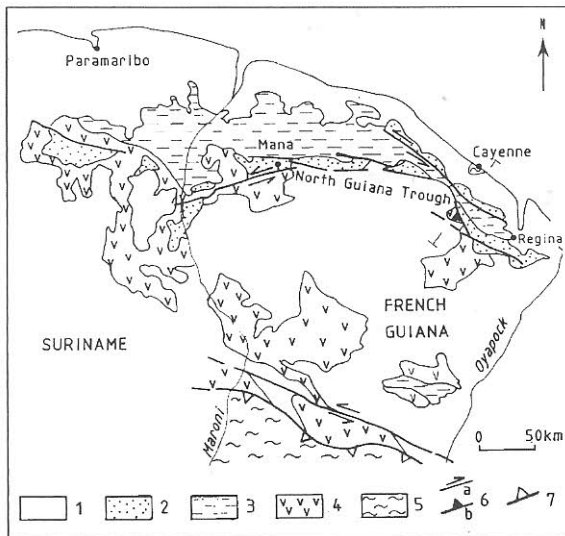 N
Paramaribo
Mana
Cayenne
North Guiana Trough
Regina
FRENCH
GUIANA
SURINAME
Oyapock
Maroni
0 50km
1 2 3 4 5 a b 6 7